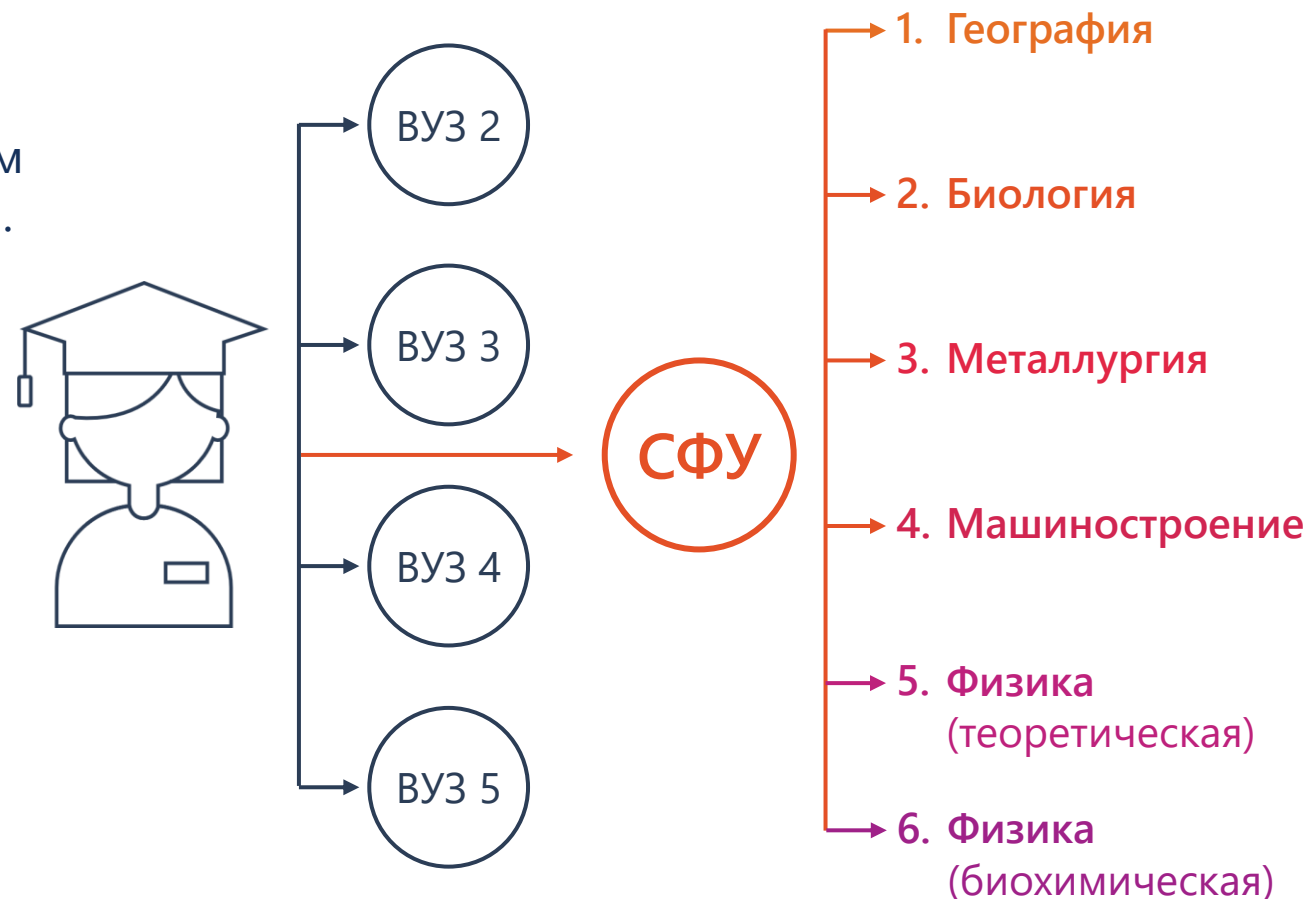 м
.
ВУЗ 2
ВУЗ 3
ВУЗ 4
ВУЗ 5
СФУ
1. География
2. Биология
3. Металлургия
4. Машиностроение
5. Физика
(теоретическая)
6. Физика
(биохимическая)